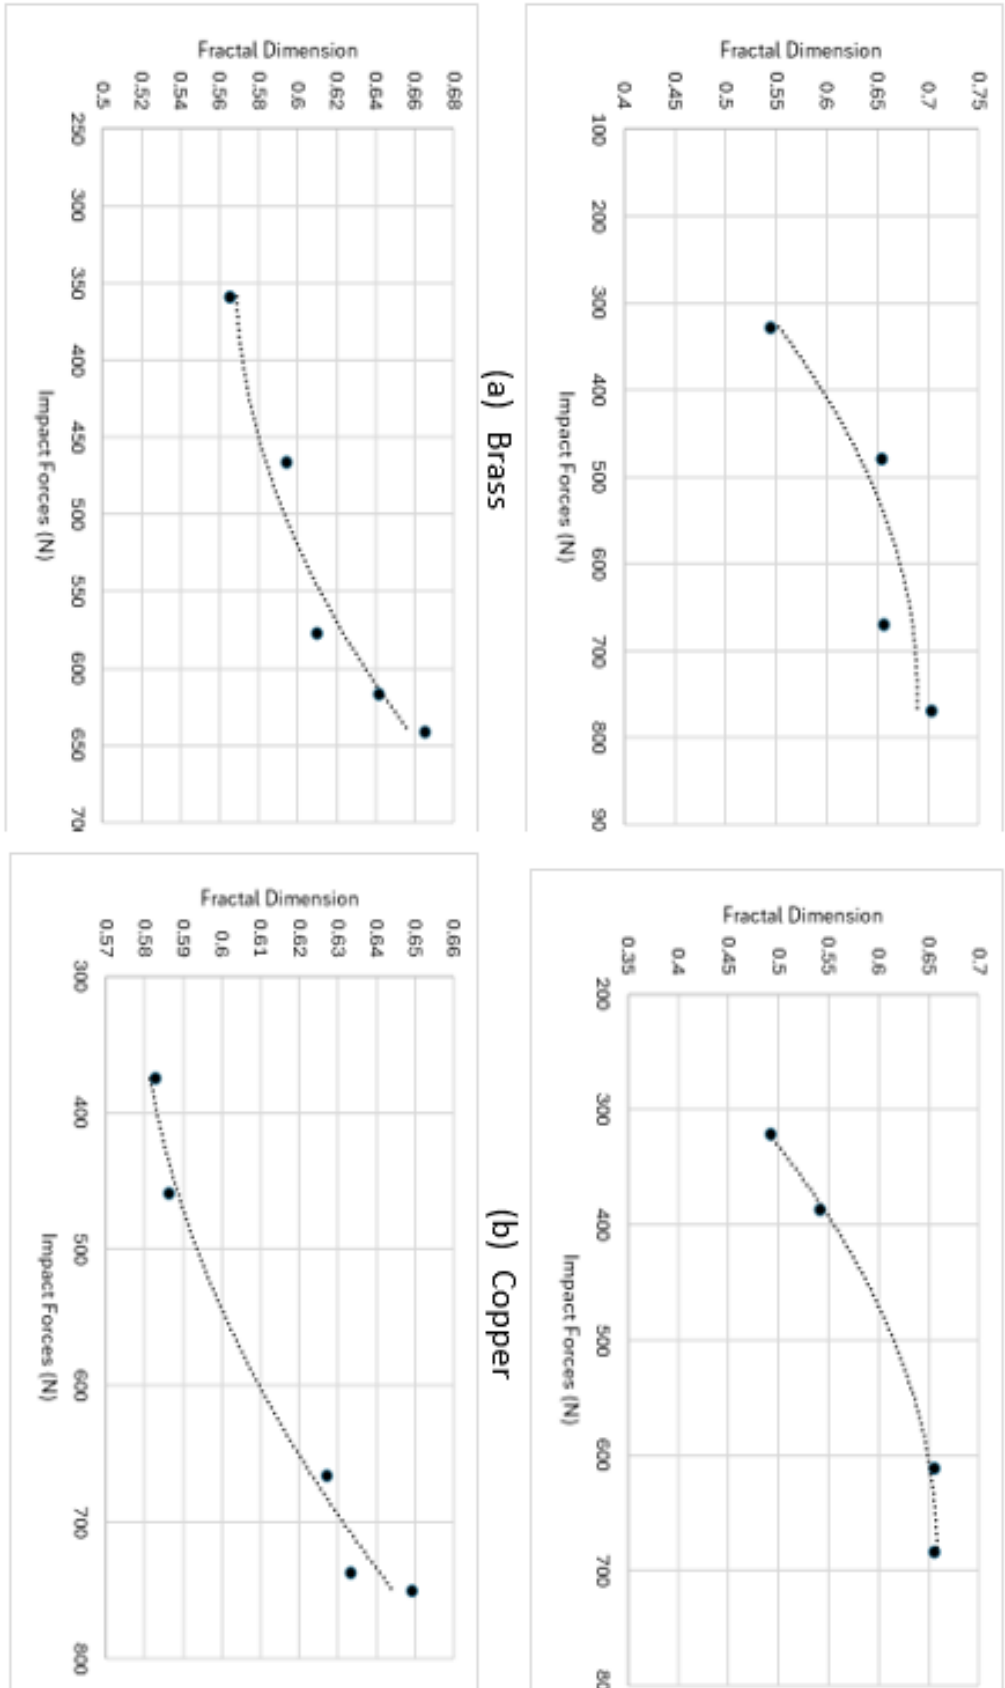 Fractal Dimension
0.75
0.7
0.65
0.6
0.55
0.5
0.45
0.4
100 200 300 400 500 600 700 800 90
Impact Forces (N)
Fractal Dimension
0.7
0.65
0.6
0.55
0.5
0.45
0.4
0.35
200 300 400 500 600 700
Impact Forces (N)
(a) Brass
(b) Copper
Fractal Dimension
0.68
0.66
0.64
0.62
0.6
0.58
0.56
0.54
0.52
0.5
250 300 350 400 450 500 550 600 650
Impact Forces (N)
Fractal Dimension
0.66
0.65
0.64
0.63
0.62
0.61
0.6
0.59
0.58
0.57
300 400 500 600 700 800
Impact Forces (N)